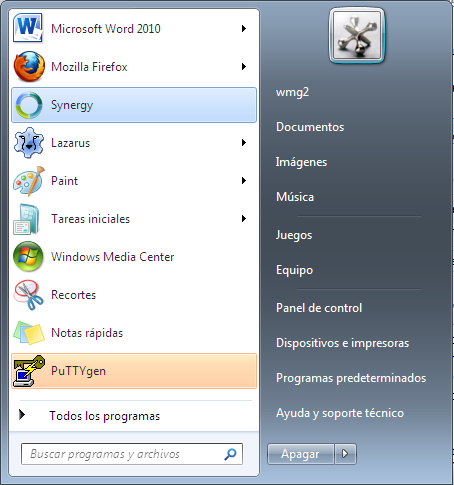 Microsoft Word 2010
Mozilla Firefox
Synergy
Lazarus
Paint
Tareas iniciales
Windows Media Center
Recortes
Notas rápidas
PuTTYgen
Todos los programas
Buscar programas y archivos
wmg2
Documentos
Imágenes
Música
Juegos
Equipo
Panel de control
Dispositivos e impresoras
Programas predeterminados
Ayuda y soporte técnico
Apagar